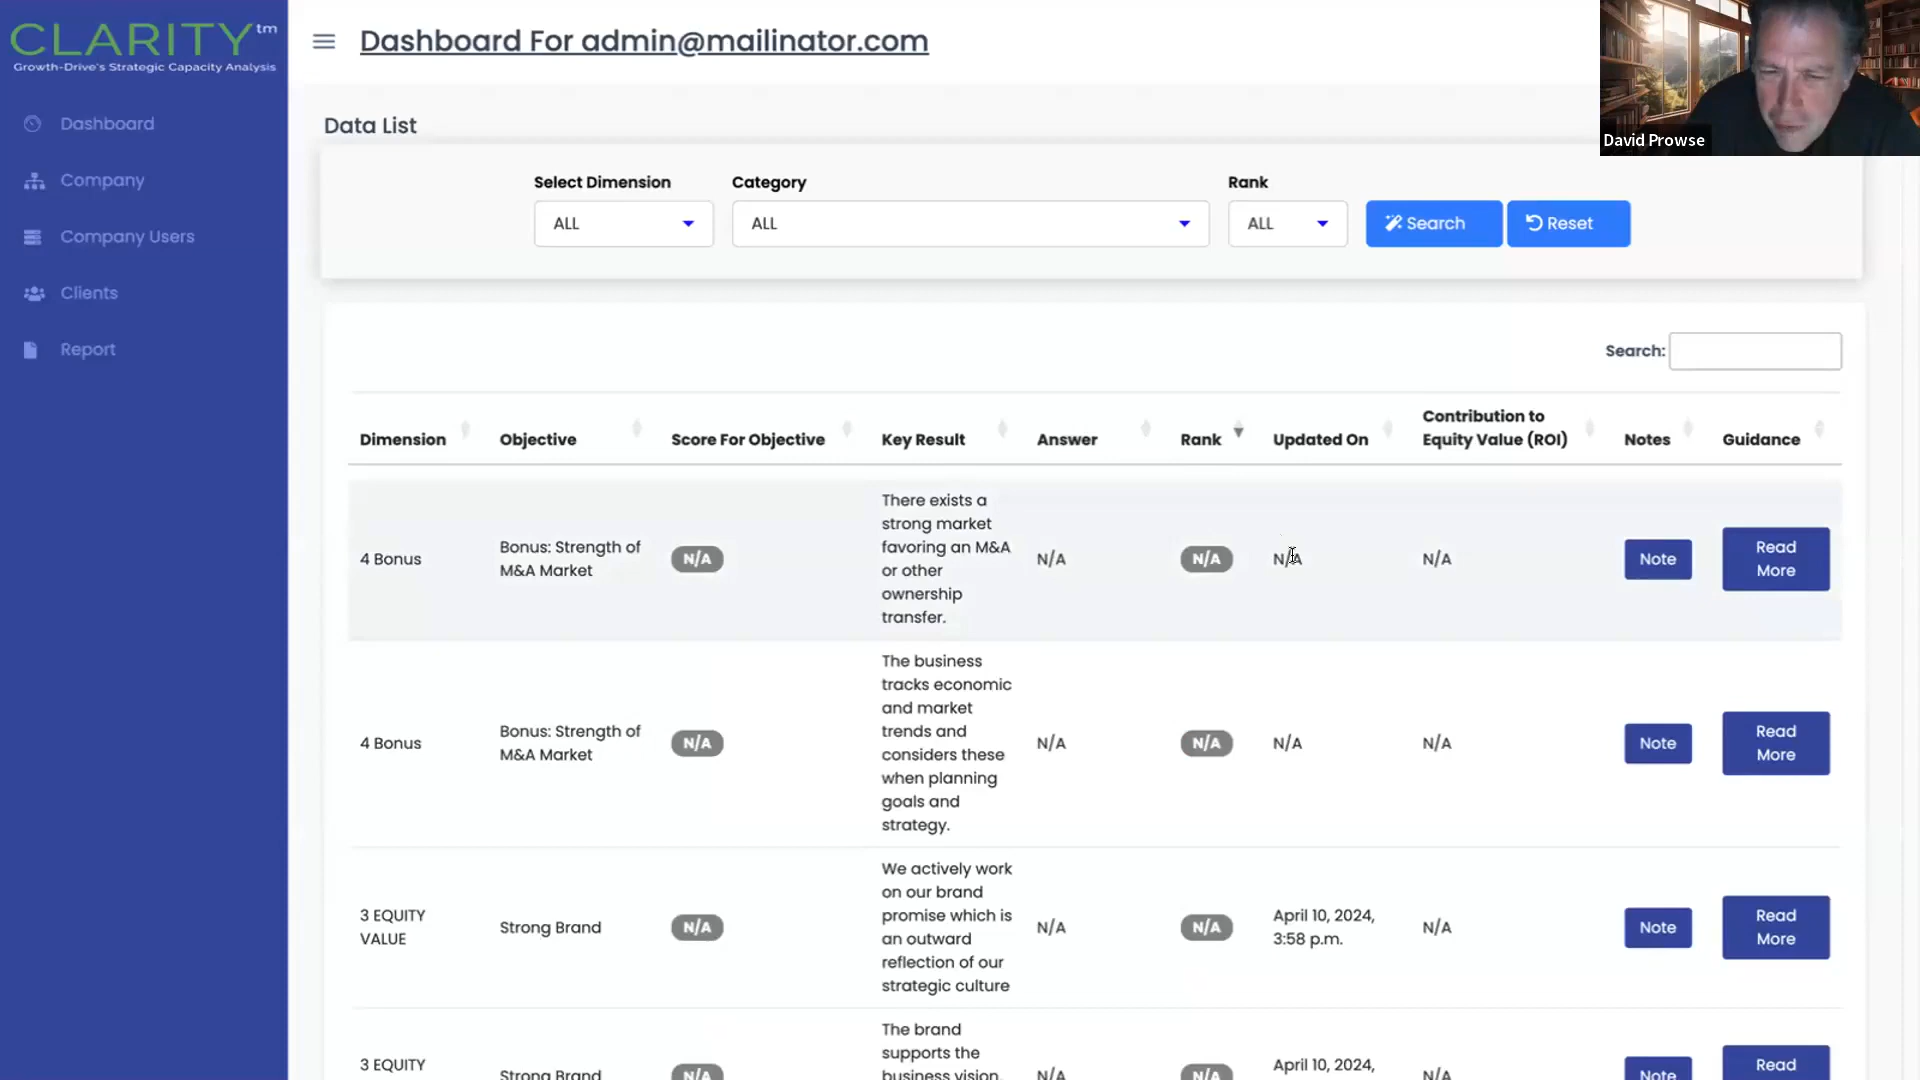 CLARITY™
Growth-Drive's Strategic Capacity Analysis
Dashboard
Company
Company Users
Clients
Report
Dashboard For admin@mailinator.com
David Prowse
Data List
Select Dimension
Category
Rank
ALL
ALL
ALL
Search
Reset
Search:
Dimension
Objective
Score For Objective
Key Result
Answer
Rank
Updated On
Contribution to
Equity Value (ROI)
Notes
Guidance
4 Bonus
Bonus: Strength of
M&A Market
N/A
There exists a
strong market
favoring an M&A
or other
ownership
transfer.
N/A
N/A
N/A
N/A
Note
Read
More
4 Bonus
Bonus: Strength of
M&A Market
N/A
The business
tracks economic
and market
trends and
considers these
when planning
goals and
strategy.
N/A
N/A
N/A
N/A
Note
Read
More
3 EQUITY
VALUE
Strong Brand
N/A
We actively work
on our brand
promise which is
an outward
reflection of our
strategic culture
N/A
N/A
April 10, 2024,
3:58 p.m.
N/A
Note
Read
More
3 EQUITY
Strong Brand
N/A
The brand
supports the
business vision,
N/A
N/A
April 10, 2024,
N/A
Note
Read